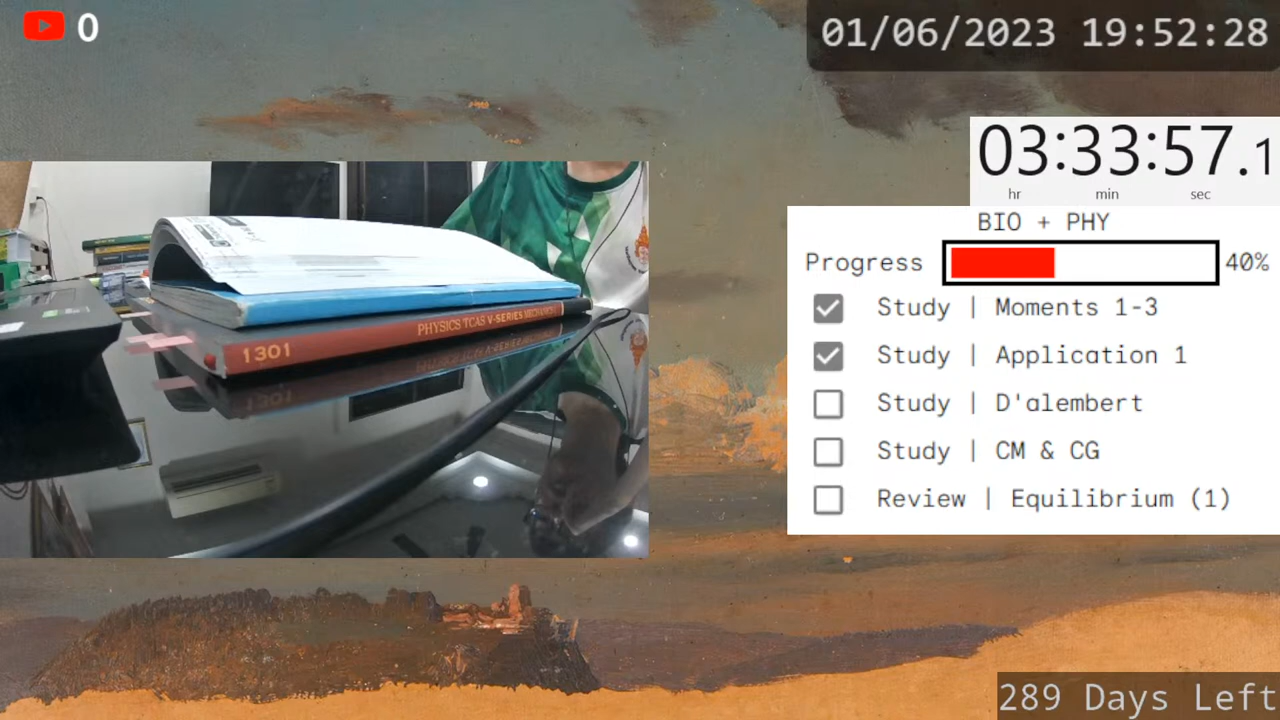 0
01/06/2023 19:52:28
03:33:57.1
hr min sec
BIO + PHY
Progress 40%
Study | Moments 1-3
Study | Application 1
Study | D'alembert
Study | CM & CG
Review | Equilibrium (1)
PHYSICS TCAS V-SERIES MECHANICS
1301
289 Days Left